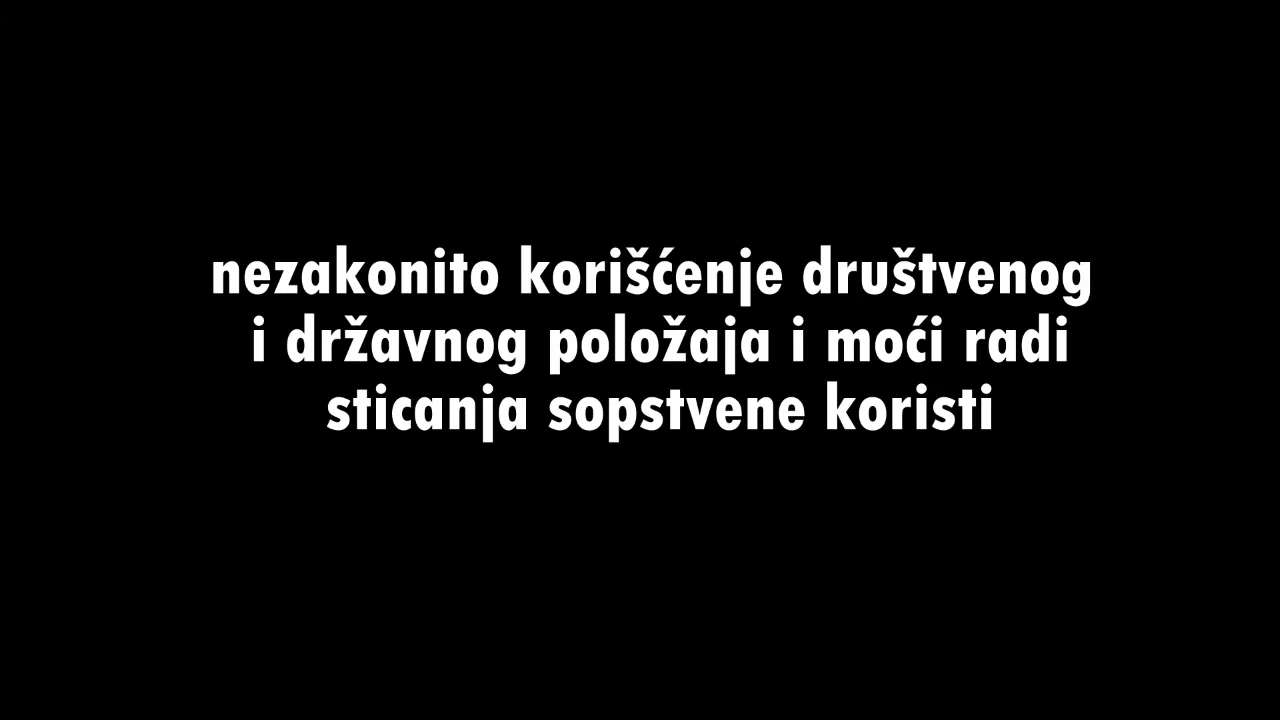 nezakonito korišćenje društvenog
i državnog položaja i moći radi
sticanja sopstvene koristi